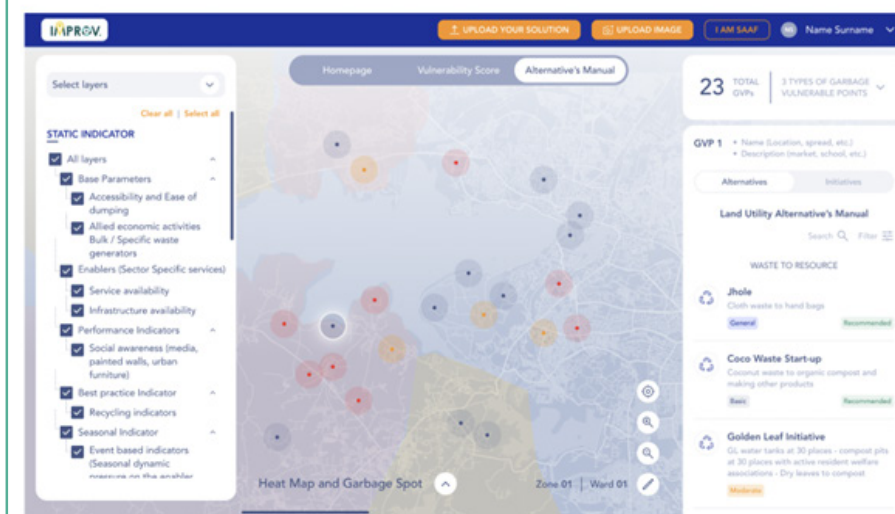 IMPROV.
UPLOAD YOUR SOLUTION
UPLOAD IMAGE
I AM SAAF
NS
Name Surname
Select layers
Clear all | Select all
STATIC INDICATOR
All layers
Base Parameters
Accessibility and Ease of
dumping
Allied economic activities
Bulk / Specific waste
generators
Enablers (Sector Specific services)
Service availability
Infrastructure availability
Performance Indicators
Social awareness (media,
painted walls, urban
furniture)
Best practice Indicator
Recycling indicators
Seasonal Indicator
Event based indicators
(Seasonal dynamic
pressure on the enabler
Homepage
Vulnerability Score
Alternative's Manual
Heat Map and Garbage Spot
Zone 01 | Ward 01
23
TOTAL
GVPs
3 TYPES OF GARBAGE
VULNERABLE POINTS
GVP 1
• Name (Location, spread, etc.)
• Description (market, school, etc.)
Alternatives
Initiatives
Land Utility Alternative's Manual
Search
Filter
WASTE TO RESOURCE
Jhole
Cloth waste to hand bags
General
Recommended
Coco Waste Start-up
Coconut waste to organic compost and
making other products
Basic
Recommended
Golden Leaf Initiative
GL water tanks at 30 places - compost pits
at 30 places with active resident welfare
associations - Dry leaves to compost
Moderate